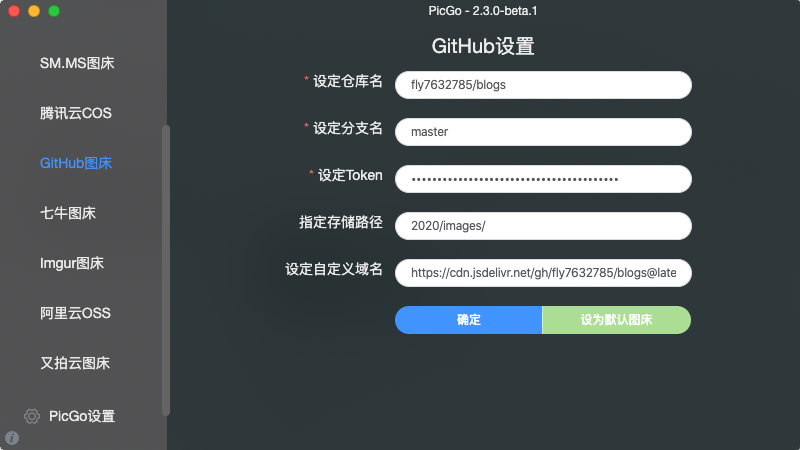 PicGo - 2.3.0-beta.1
SM.MS图床
腾讯云COS
GitHub图床
七牛图床
Imgur图床
阿里云OSS
又拍云图床
PicGo设置
GitHub设置
* 设定仓库名
fly7632785/blogs
* 设定分支名
master
* 设定Token
••••••••••••••••••••••••••••••••••••••••
指定存储路径
2020/images/
设定自定义域名
https://cdn.jsdelivr.net/gh/fly7632785/blogs@late
确定
设为默认图床